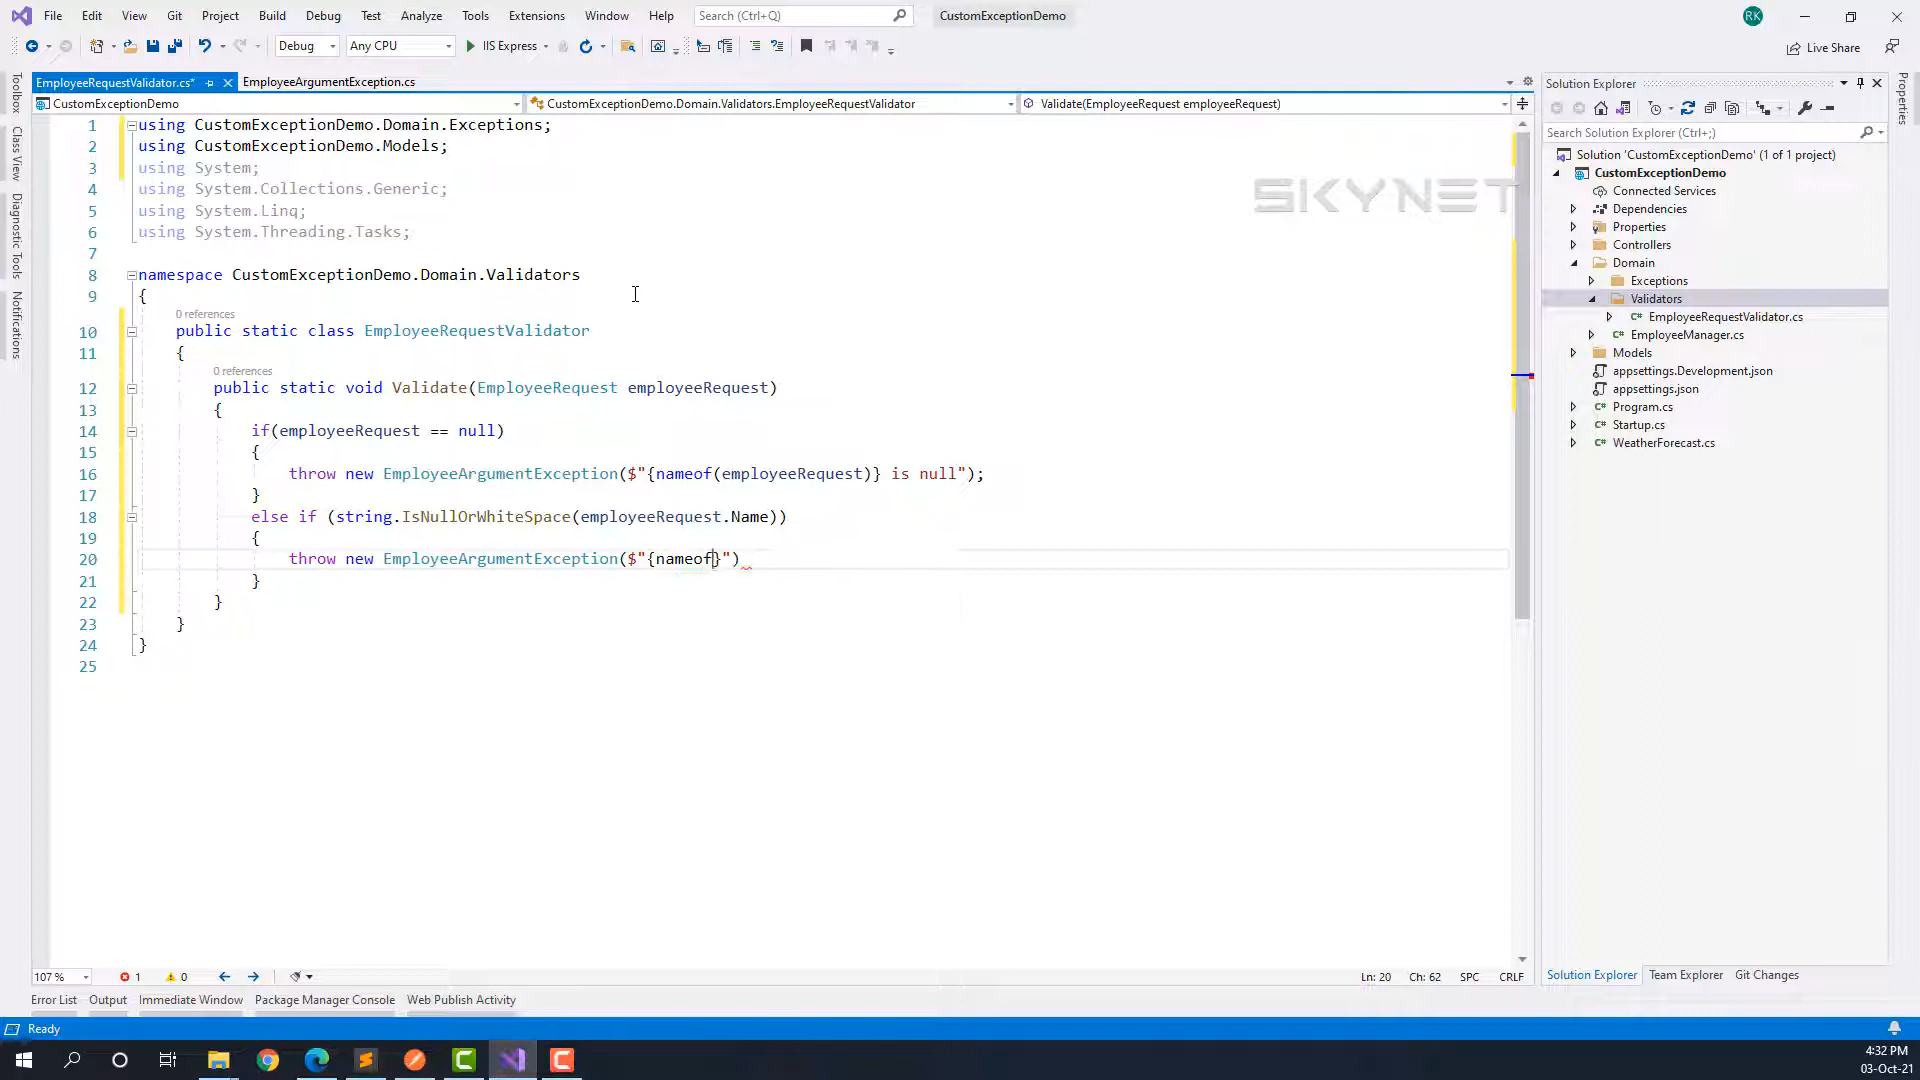 File Edit View Git Project Build Debug Test Analyze Tools Extensions Window Help Search (Ctrl+Q) CustomExceptionDemo RK
Debug Any CPU IIS Express Live Share
EmployeeRequestValidator.cs* EmployeeArgumentException.cs
CustomExceptionDemo CustomExceptionDemo.Domain.Validators.EmployeeRequestValidator Validate(EmployeeRequest employeeRequest)
Toolbox
Class View
Diagnostic Tools
Notifications
1 using CustomExceptionDemo.Domain.Exceptions;
2 using CustomExceptionDemo.Models;
3 using System;
4 using System.Collections.Generic;
5 using System.Linq;
6 using System.Threading.Tasks;
7
8 namespace CustomExceptionDemo.Domain.Validators
9 {
0 references
10 public static class EmployeeRequestValidator
11 {
0 references
12 public static void Validate(EmployeeRequest employeeRequest)
13 {
14 if(employeeRequest == null)
15 {
16 throw new EmployeeArgumentException($"{nameof(employeeRequest)} is null");
17 }
18 else if (string.IsNullOrWhiteSpace(employeeRequest.Name))
19 {
20 throw new EmployeeArgumentException($"{nameof}")
21 }
22 }
23 }
24 }
25
SKYNET
Solution Explorer
Search Solution Explorer (Ctrl+;)
Solution 'CustomExceptionDemo' (1 of 1 project)
CustomExceptionDemo
Connected Services
Dependencies
Properties
Controllers
Domain
Exceptions
Validators
EmployeeRequestValidator.cs
EmployeeManager.cs
Models
appsettings.Development.json
appsettings.json
Program.cs
Startup.cs
WeatherForecast.cs
Properties
107 % 1 0 Ln: 20 Ch: 62 SPC CRLF
Solution Explorer Team Explorer Git Changes
Error List Output Immediate Window Package Manager Console Web Publish Activity
Ready
4:32 PM
03-Oct-21